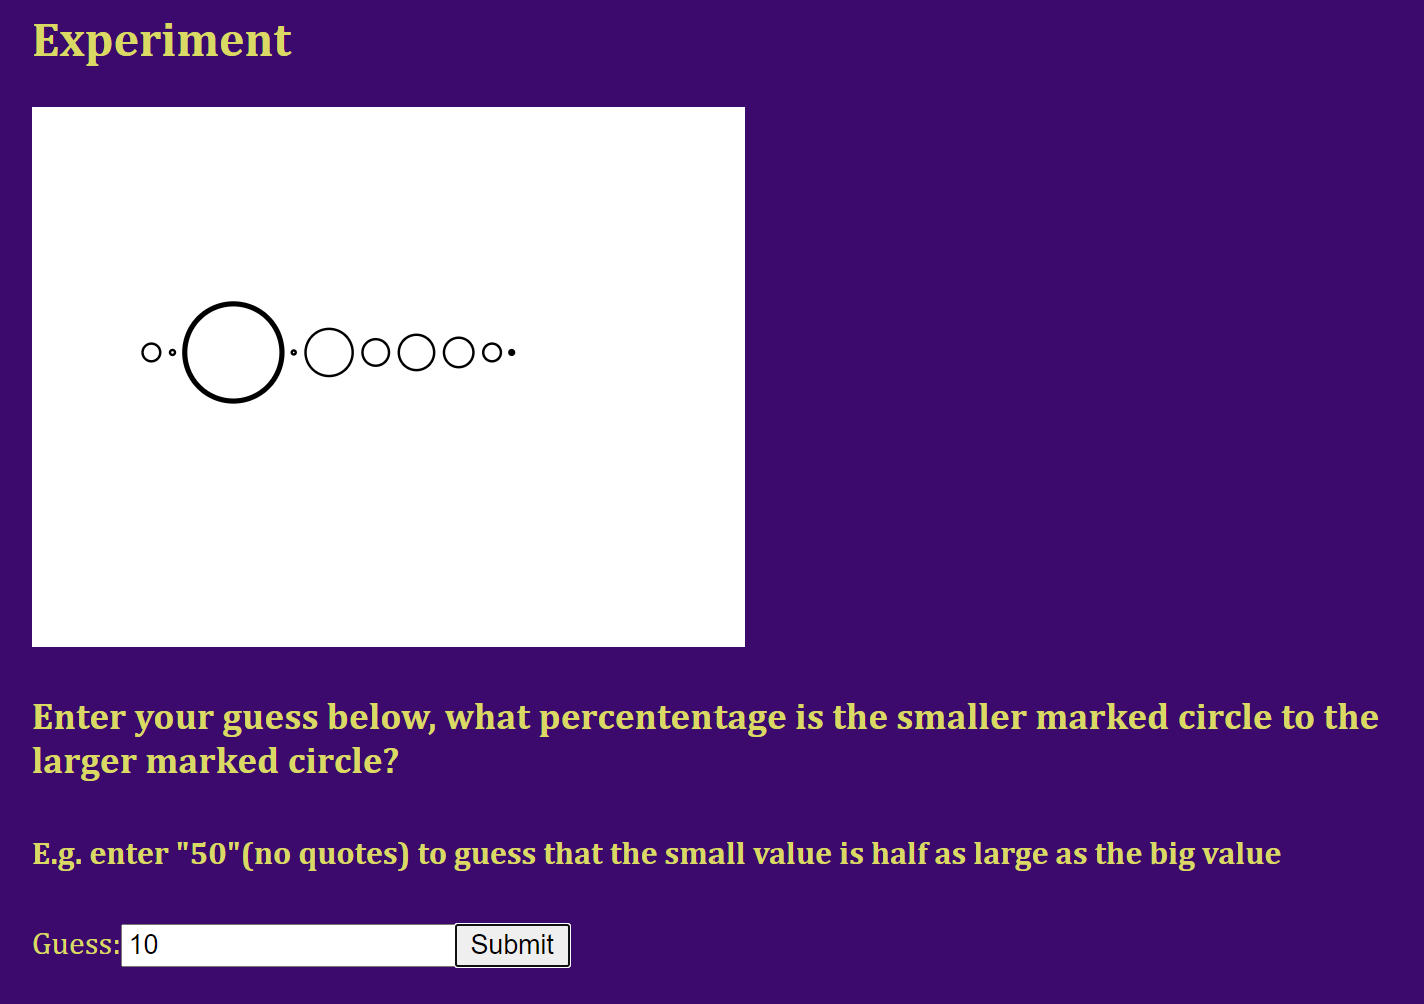 Experiment
Enter your guess below, what percententage is the smaller marked circle to the
larger marked circle?
E.g. enter "50"(no quotes) to guess that the small value is half as large as the big value
Guess: 10 Submit